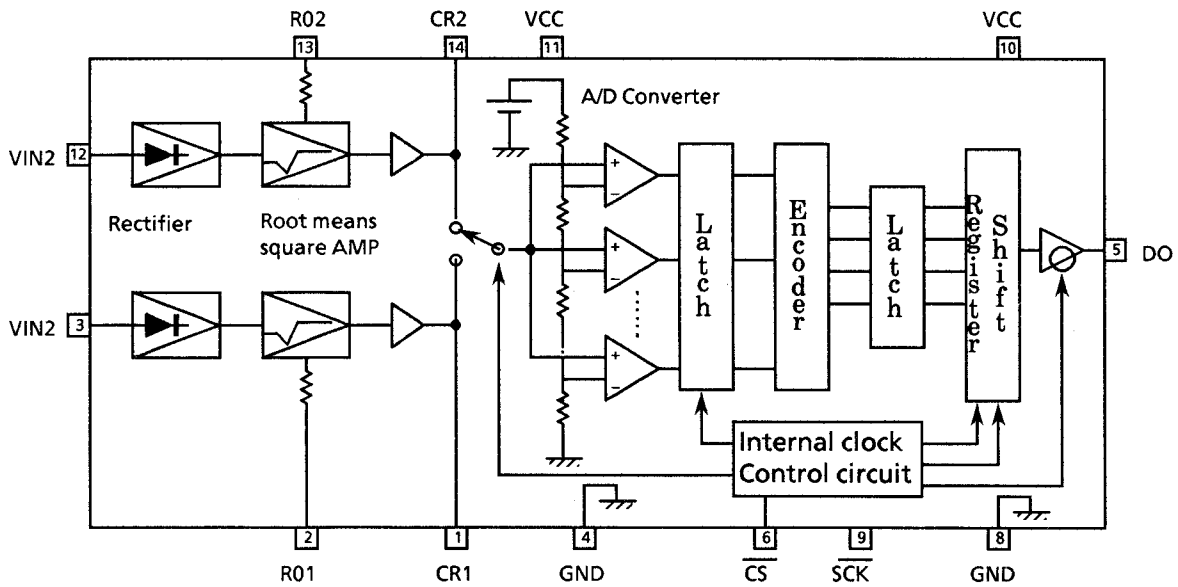 R02 CR2 VCC VCC
13 14 11 10
A/D Converter
VIN2 12
Rectifier
Root means
square AMP
+
−
+
−
+
−
Latch
Encoder
Latch
Register
Shift
5 DO
VIN2 3
Internal clock
Control circuit
2 1 4 6 9 8
R01 CR1 GND CS SCK GND